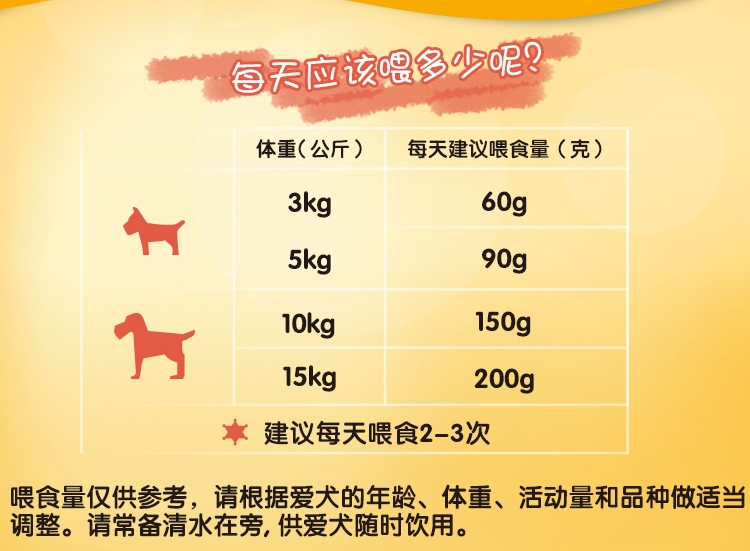 每天应该喂多少呢?
体重(公斤) 每天建议喂食量(克)
3kg 60g
5kg 90g
10kg 150g
15kg 200g
建议每天喂食2-3次
喂食量仅供参考，请根据爱犬的年龄、体重、活动量和品种做适当
调整。请常备清水在旁,供爱犬随时饮用。